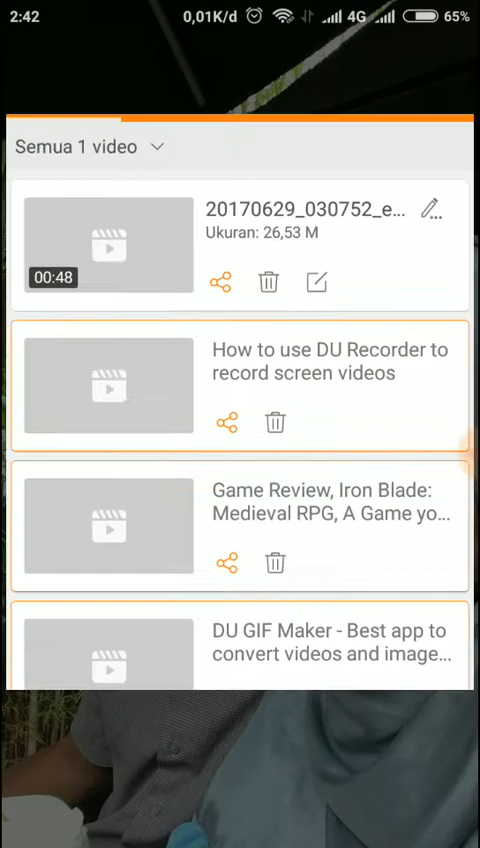 2:42
0,01K/d
4G
65%
Semua 1 video
20170629_030752_e...
Ukuran: 26,53 M
00:48
How to use DU Recorder to
record screen videos
Game Review, Iron Blade:
Medieval RPG, A Game yo...
DU GIF Maker - Best app to
convert videos and image...